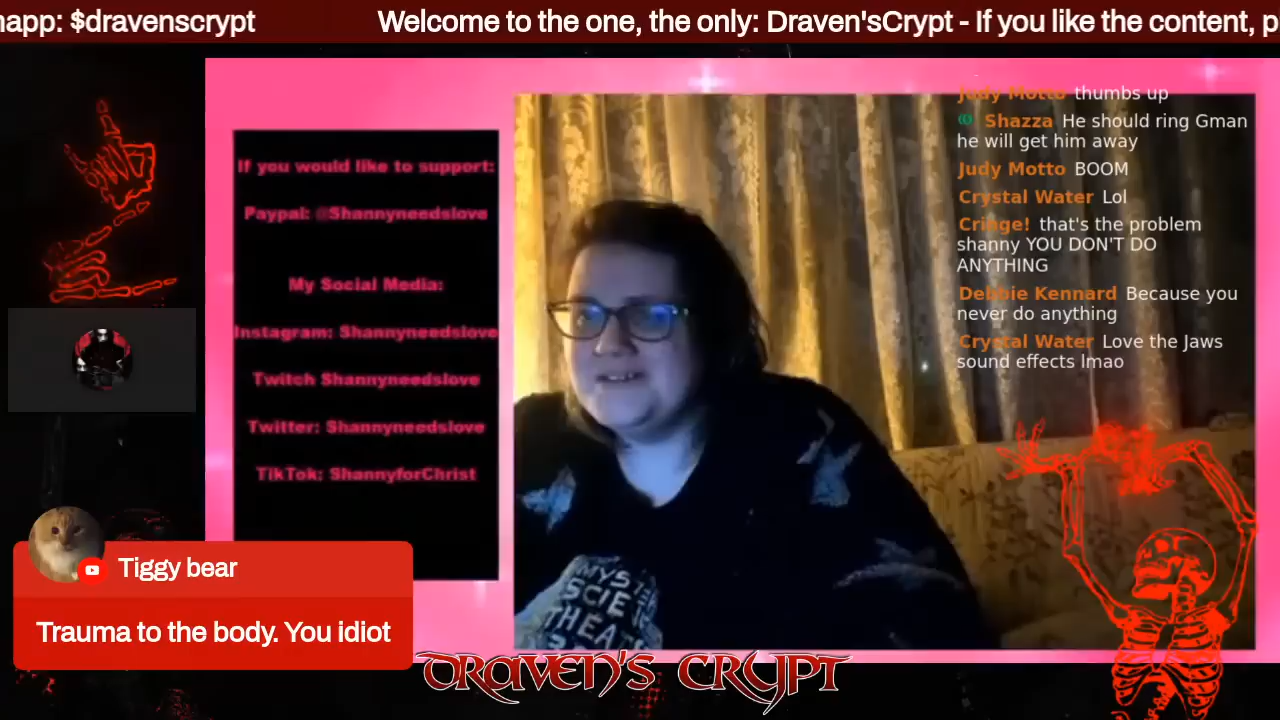 app: $dravenscrypt
Welcome to the one, the only: Draven'sCrypt - If you like the content, p
If you would like to support:
Paypal: @Shannyneedslove
My Social Media:
Instagram: Shannyneedslove
Twitch Shannyneedslove
Twitter: Shannyneedslove
TikTok: ShannyforChrist
Judy Motto thumbs up
Shazza He should ring Gman
he will get him away
Judy Motto BOOM
Crystal Water Lol
Cringe! that's the problem
shanny YOU DON'T DO
ANYTHING
Debbie Kennard Because you
never do anything
Crystal Water Love the Jaws
sound effects lmao
MYST
SCIE
THEAT
Tiggy bear
Trauma to the body. You idiot
DRAVEN'S CRYPT